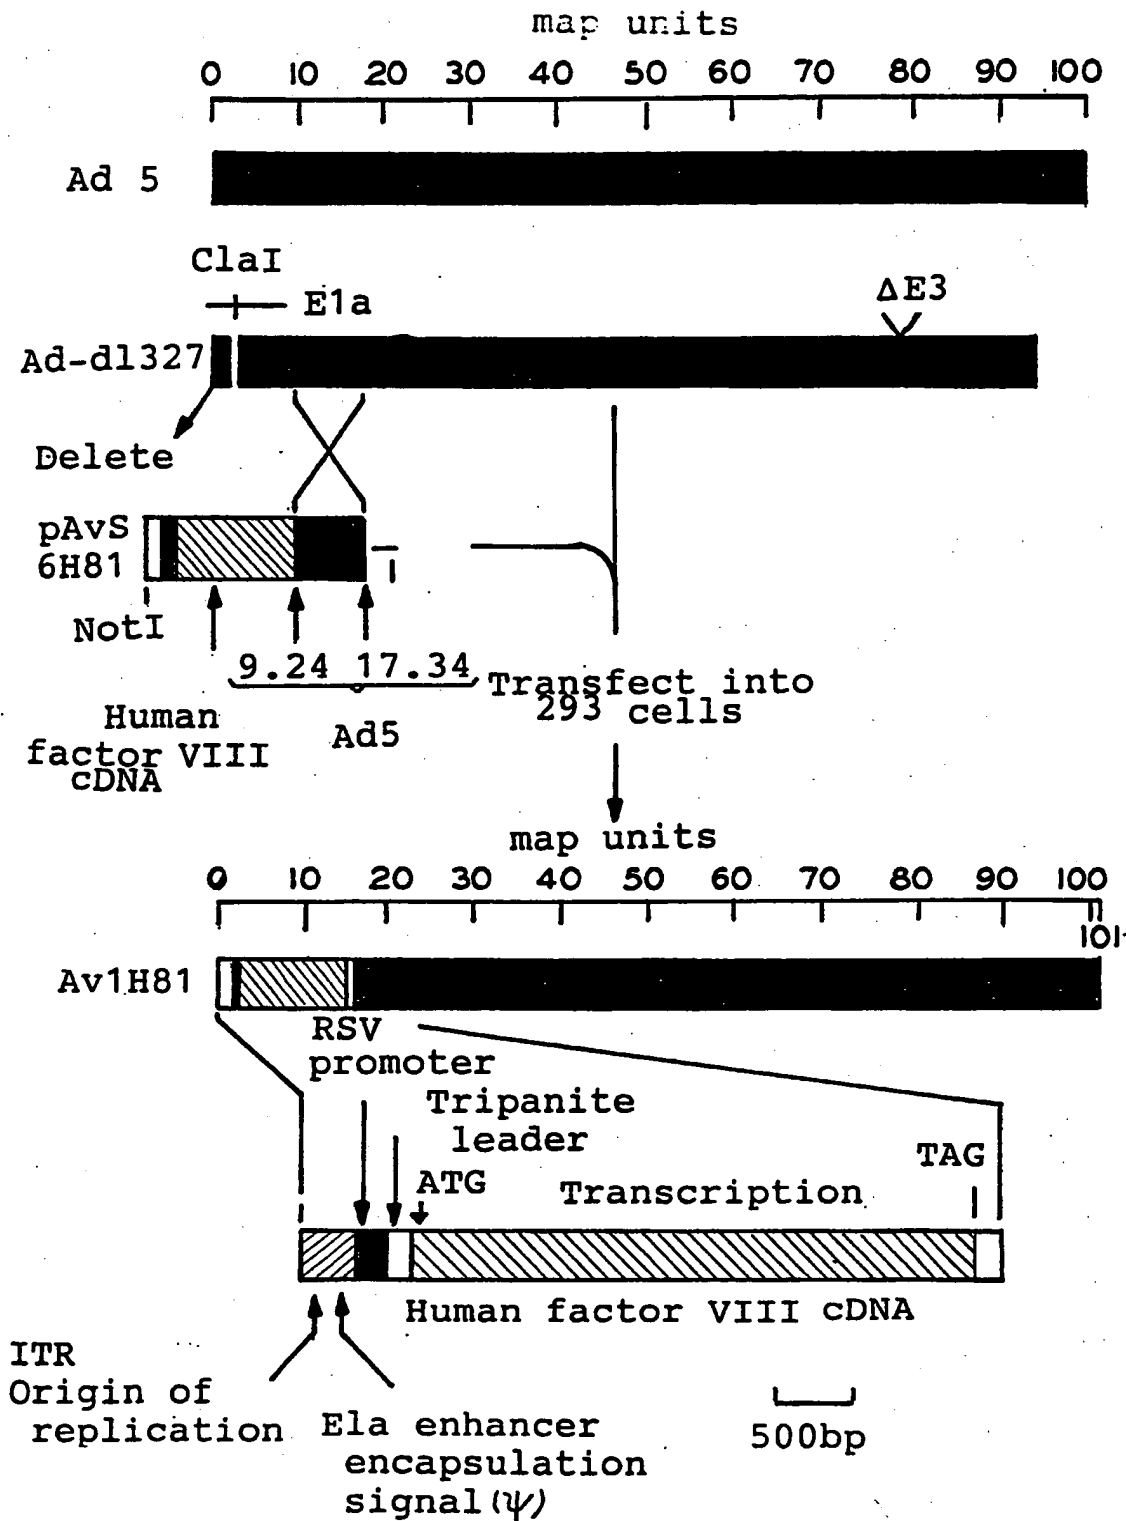 map units
0 10 20 30 40 50 60 70 80 90 100
Ad 5
ClaI
E1a
ΔE3
Ad-dl327
Delete
pAvS
6H81
NotI
9.24 17.34
Human
factor VIII
cDNA
Ad5
Transfect into
293 cells
map units
0 10 20 30 40 50 60 70 80 90 100
101
Av1H81
RSV
promoter
Tripanite
leader
ATG
Transcription
TAG
Human factor VIII cDNA
ITR
Origin of
replication
Ela enhancer
encapsulation
signal(ψ)
500bp